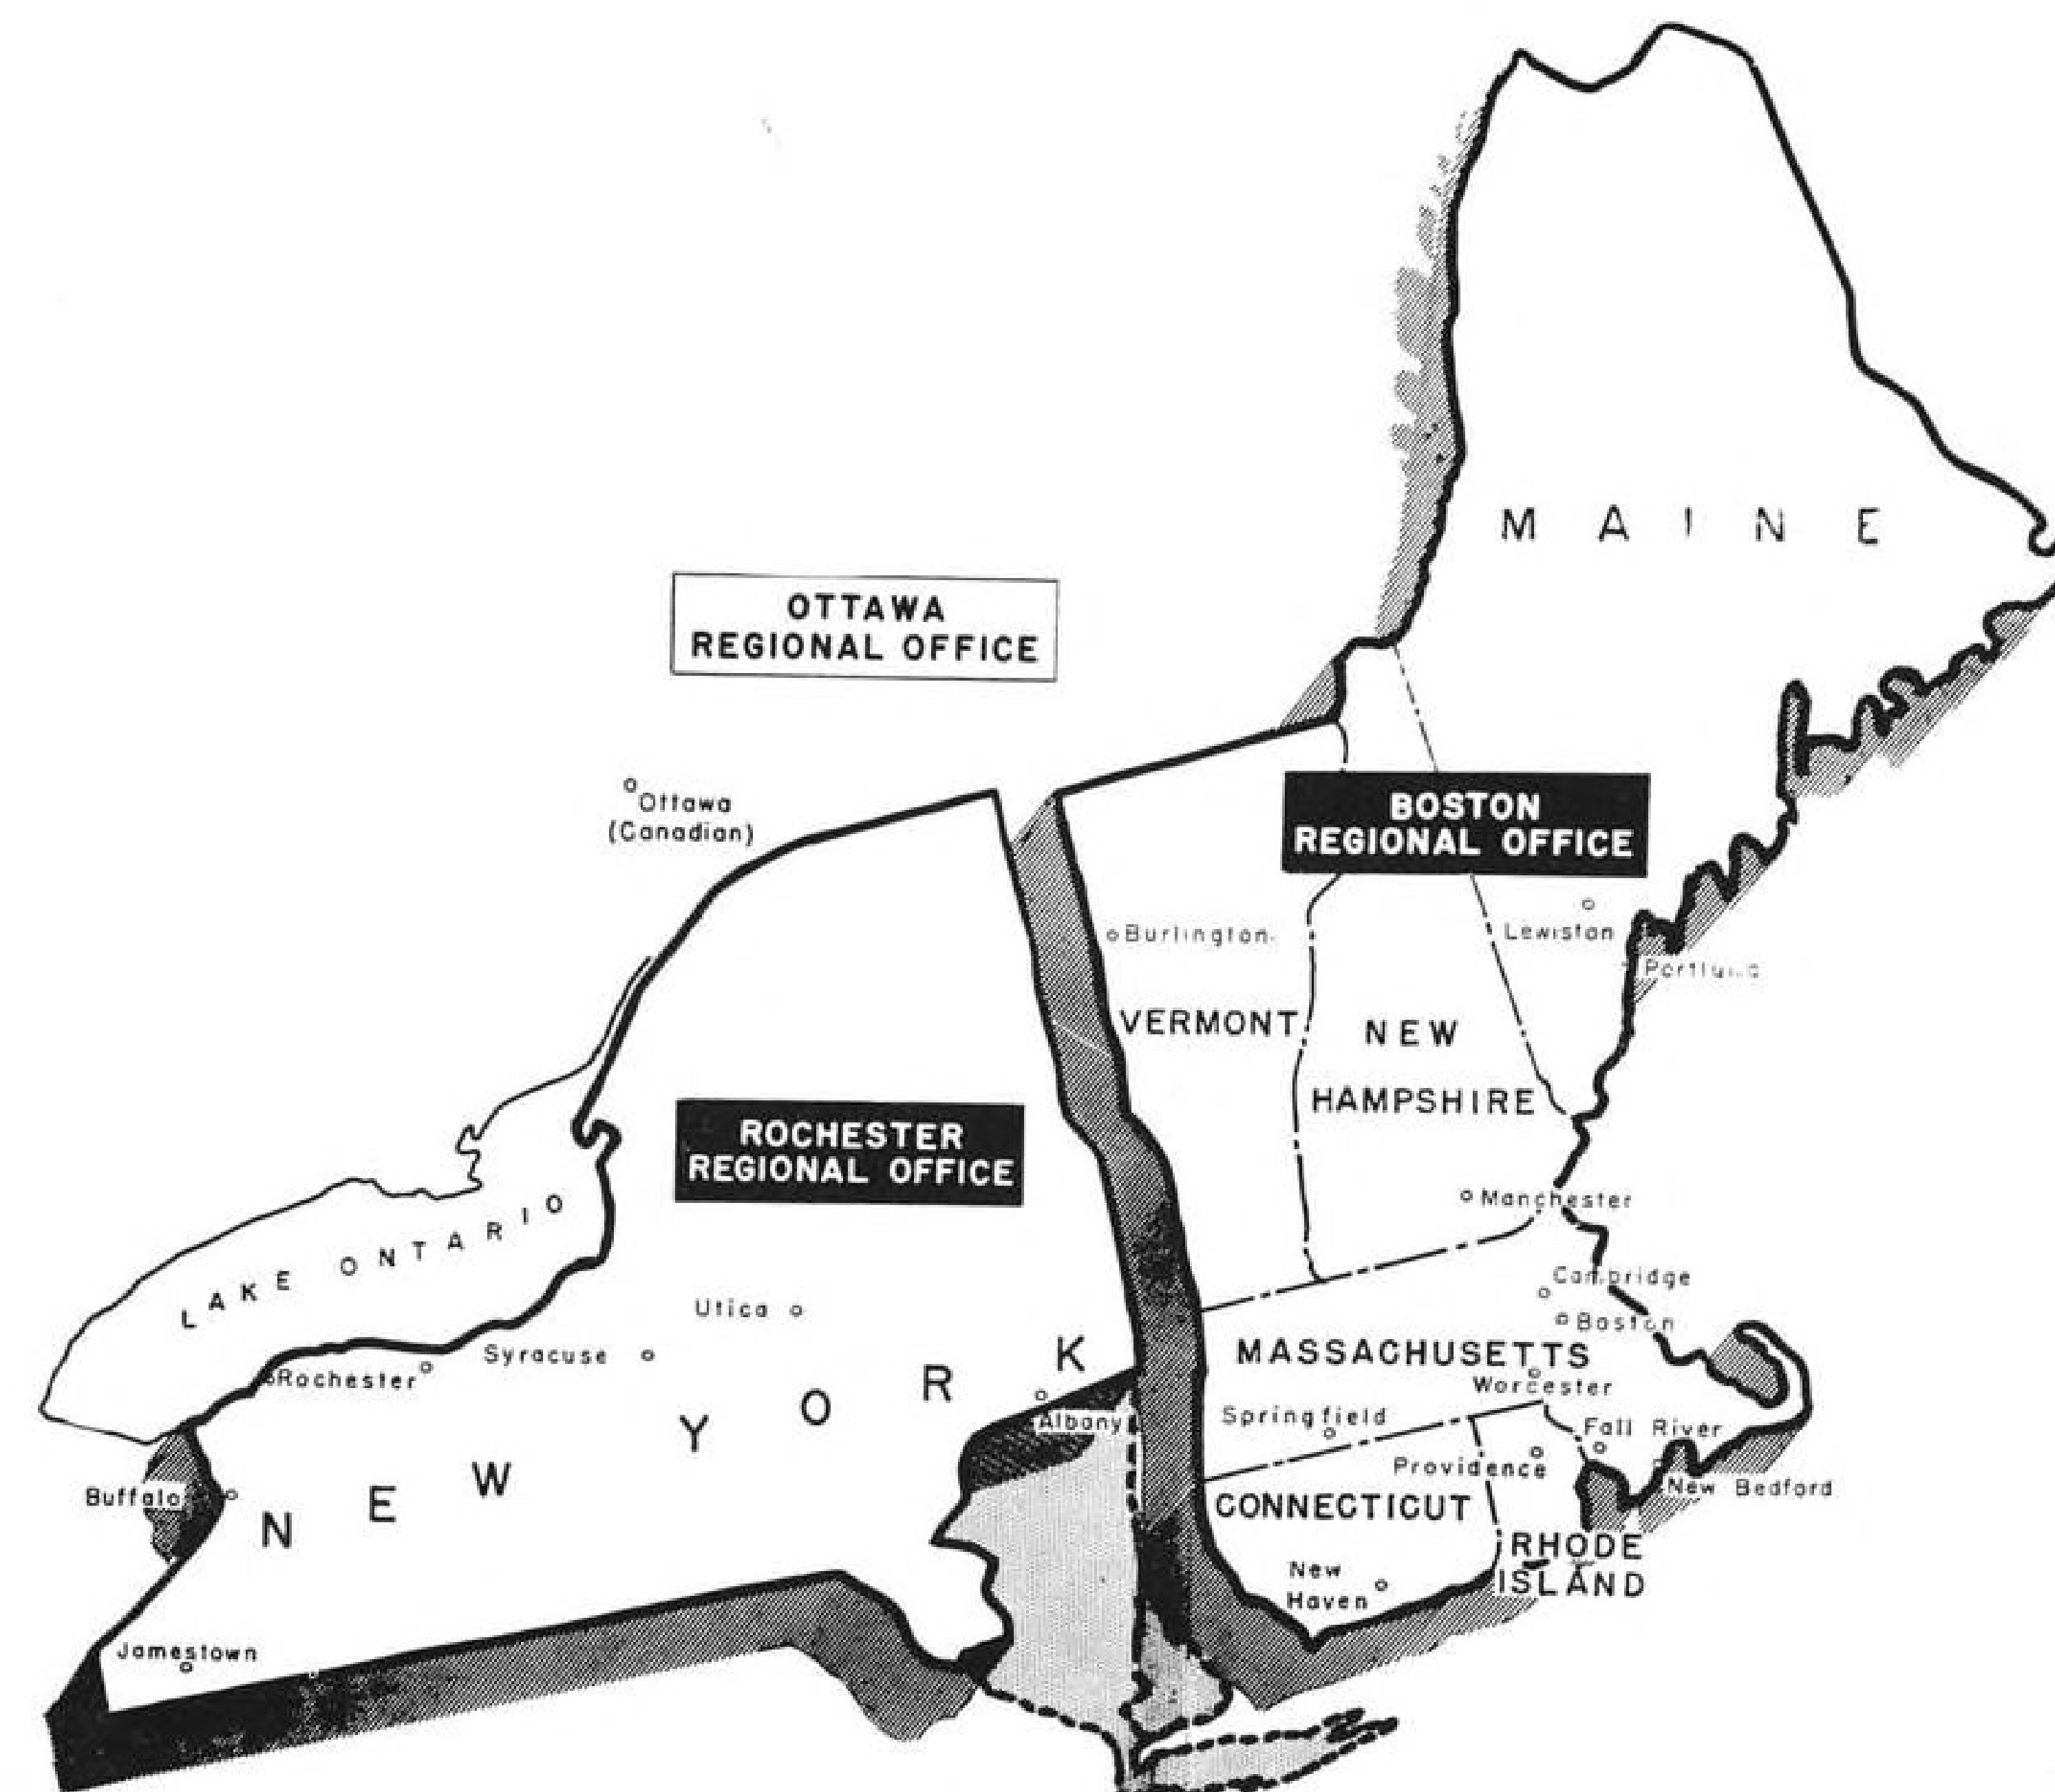 M A I N E
OTTAWA
REGIONAL OFFICE
Ottawa
(Canadian)
BOSTON
REGIONAL OFFICE
Burlington
Lewiston
VERMONT
NEW
HAMPSHIRE
ROCHESTER
REGIONAL OFFICE
Manchester
LAKE ONTARIO
Cambridge
Boston
Utica
Syracuse
Rochester
MASSACHUSETTS
Worcester
Springfield
Fall River
Albany
Providence
New Bedford
Buffalo
NEW YORK
CONNECTICUT
RHODE
ISLAND
New
Haven
Jamestown